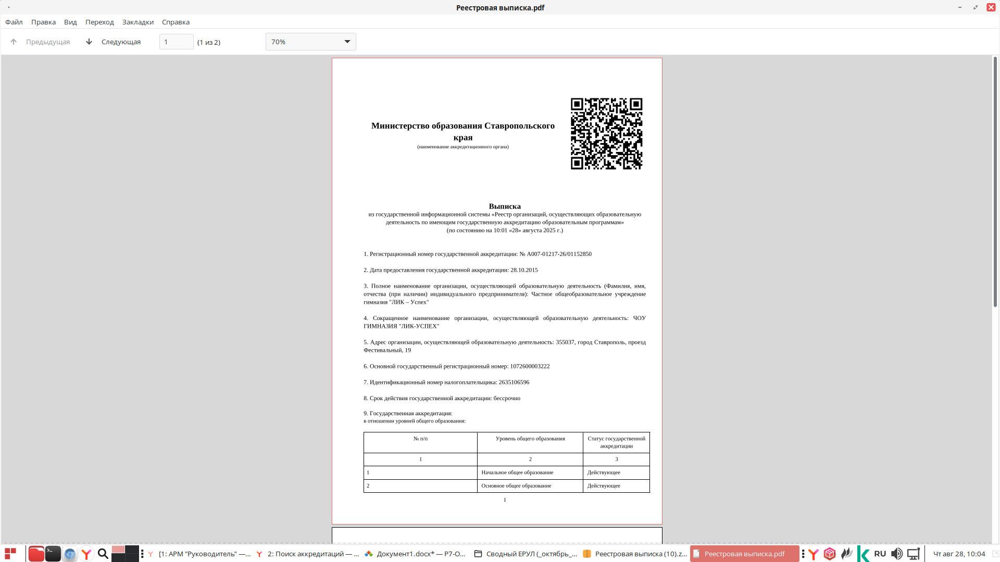 Реестровая выписка.pdf
Файл Правка Вид Переход Закладки Справка
Предыдущая Следующая 1 (1 из 2) 70%
Министерство образования Ставропольского
края
(наименование аккредитационного органа)
Выписка
из государственной информационной системы «Реестр организаций, осуществляющих образовательную
деятельность по имеющим государственную аккредитацию образовательным программам»
(по состоянию на 10:01 «28» августа 2025 г.)
1. Регистрационный номер государственной аккредитации: № А007-01217-26/01152850
2. Дата предоставления государственной аккредитации: 28.10.2015
3. Полное наименование организации, осуществляющей образовательную деятельность (Фамилия, имя,
отчества (при наличии) индивидуального предпринимателя): Частное общеобразовательное учреждение
гимназия "ЛИК – Успех"
4. Сокращенное наименование организации, осуществляющей образовательную деятельность: ЧОУ
ГИМНАЗИЯ "ЛИК-УСПЕХ"
5. Адрес организации, осуществляющей образовательную деятельность: 355037, город Ставрополь, проезд
Фестивальный, 19
6. Основной государственный регистрационный номер: 1072600003222
7. Идентификационный номер налогоплательщика: 2635106596
8. Срок действия государственной аккредитации: бессрочно
9. Государственная аккредитация:
в отношении уровней общего образования:
№ п/п Уровень общего образования Статус государственной
аккредитации
1 2 3
1 Начальное общее образование Действующее
2 Основное общее образование Действующее
1
[1: АРМ "Руководитель" —... 2: Поиск аккредитаций — ... Документ1.docx* — Р7-О... Сводный ЕРУЛ (_октябрь_... Реестровая выписка (10).z... Реестровая выписка.pdf RU Чт авг 28, 10:04